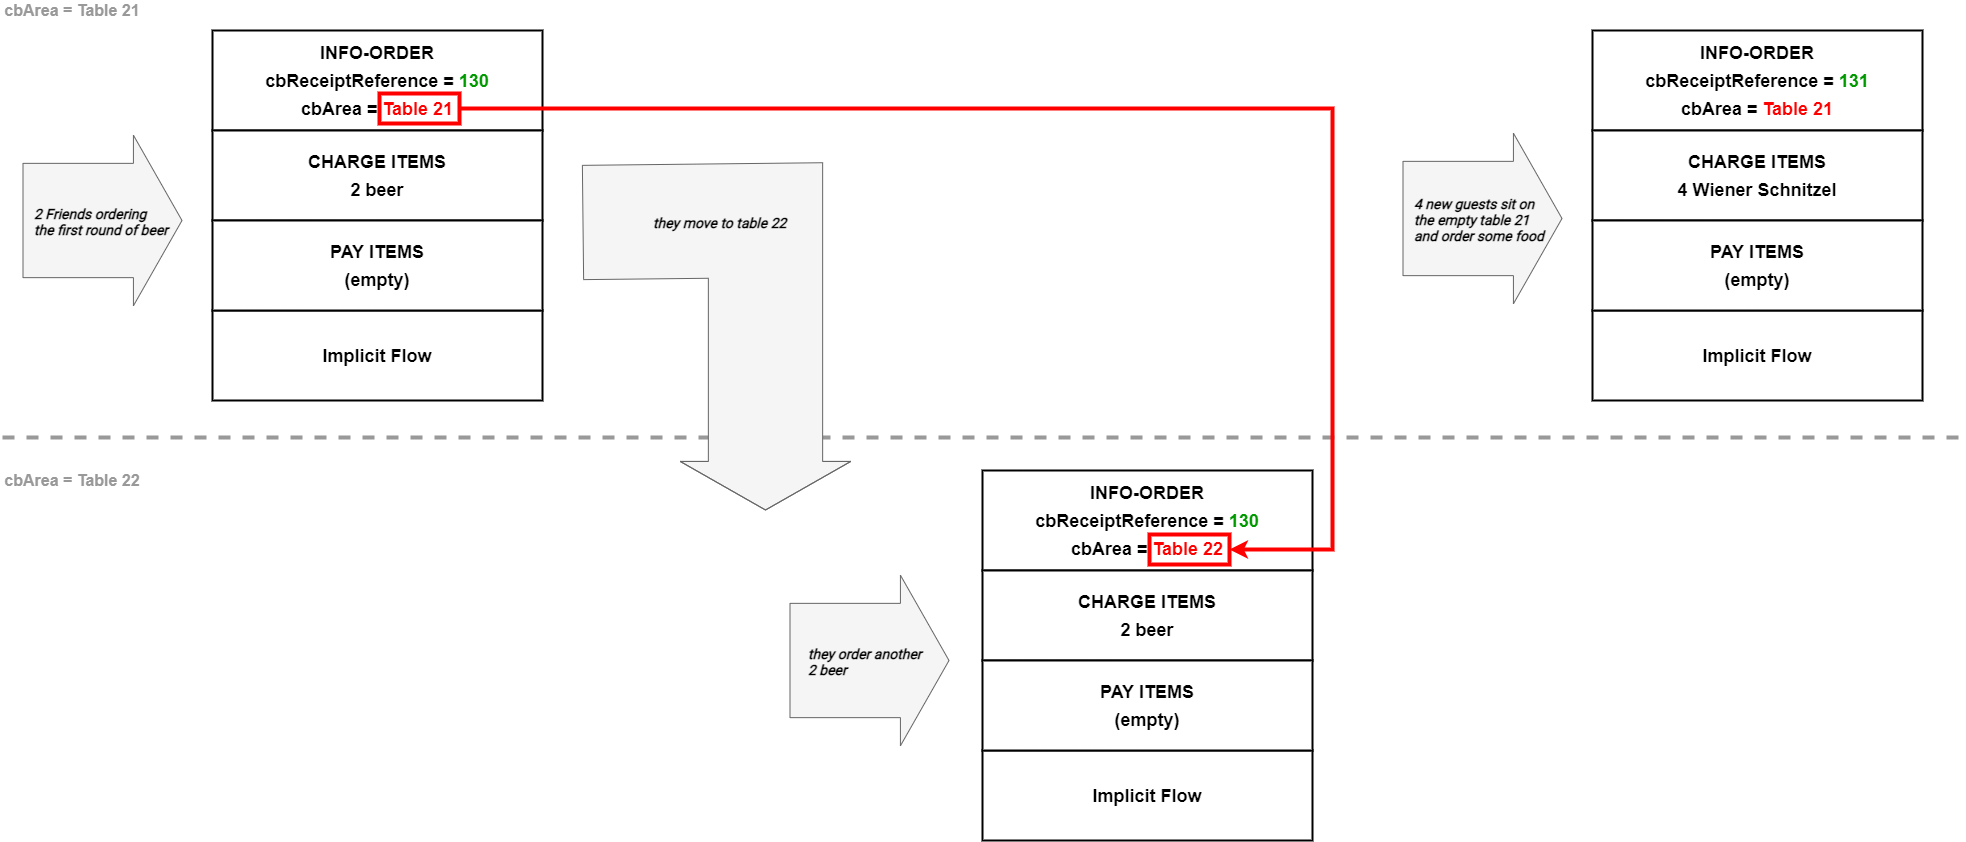 cbArea = Table 21
INFO-ORDER
cbReceiptReference = 130
cbArea = Table 21
CHARGE ITEMS
2 beer
PAY ITEMS
(empty)
Implicit Flow
2 Friends ordering
the first round of beer
they move to table 22
4 new guests sit on
the empty table 21
and order some food
INFO-ORDER
cbReceiptReference = 131
cbArea = Table 21
CHARGE ITEMS
4 Wiener Schnitzel
PAY ITEMS
(empty)
Implicit Flow
cbArea = Table 22
they order another
2 beer
INFO-ORDER
cbReceiptReference = 130
cbArea = Table 22
CHARGE ITEMS
2 beer
PAY ITEMS
(empty)
Implicit Flow